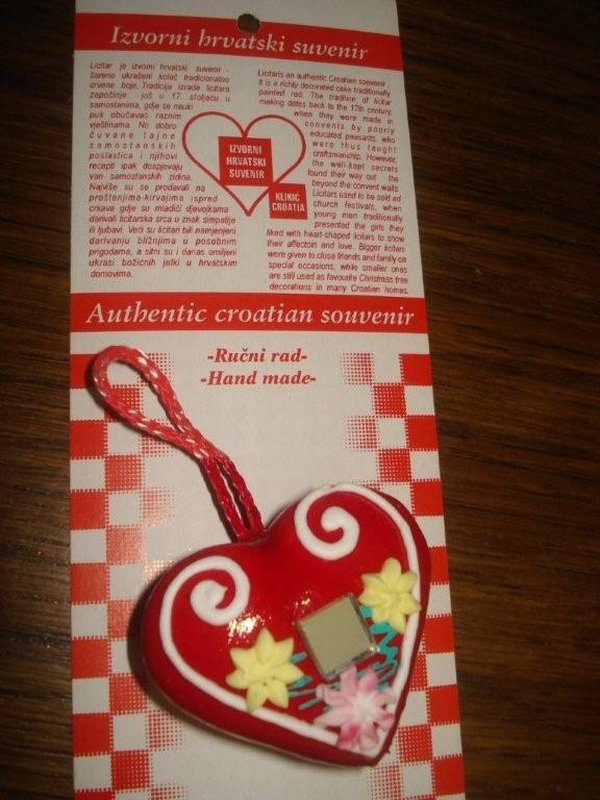 Izvorni hrvatski suvenir
Licitar je izvorni hrvatski suvenir -
šareno ukrašeni kolač tradicionalno
crvene boje. Tradicija izrade licitara
započinje još u 17. stoljeću u
samostanima, gdje se neuki
puk obučavao raznim
vještinama. No dobro
čuvane tajne
samostanskih
poslastica i njihovi
recepti ipak dospjevaju
van samostanskih zidina.
Najviše su se prodavali na
proštenjima-kirvajima ispred
crkava gdje su mladići djevojkama
darivali licitarska srca u znak simpatije
ili ljubavi. Veći su licitari bili namjenjeni
darivanju bližnjima u posebnim
prigodama, a sitni su i danas omiljeni
ukrasi božićnih jelki u hrvatskim
domovima.
Licitar is an authentic Croatian souvenir
It is a richly decorated cake traditionally
painted rad. The tradition of licitar
making dates back to the 17th century,
when they were made in
convents by poorly
educated peasants, who
were thus taught
craftsmanship. However,
the well-kept secrets
found their way out the
beyond the convent walls.
Licitars used to be sold ad
church festivals, when
young men traditionally
presented the girls they
liked with heart-shaped licitars to show
their affectoin and love. Bigger licitars
were given to close friends and family on
special occasions, while smaller ones
are still used as favourite Christmas tree
decorations in many Croatian homes.
IZVORNI
HRVATSKI
SUVENIR
KLIKIĆ
CROATIA
Authentic croatian souvenir
-Ručni rad-
-Hand made-